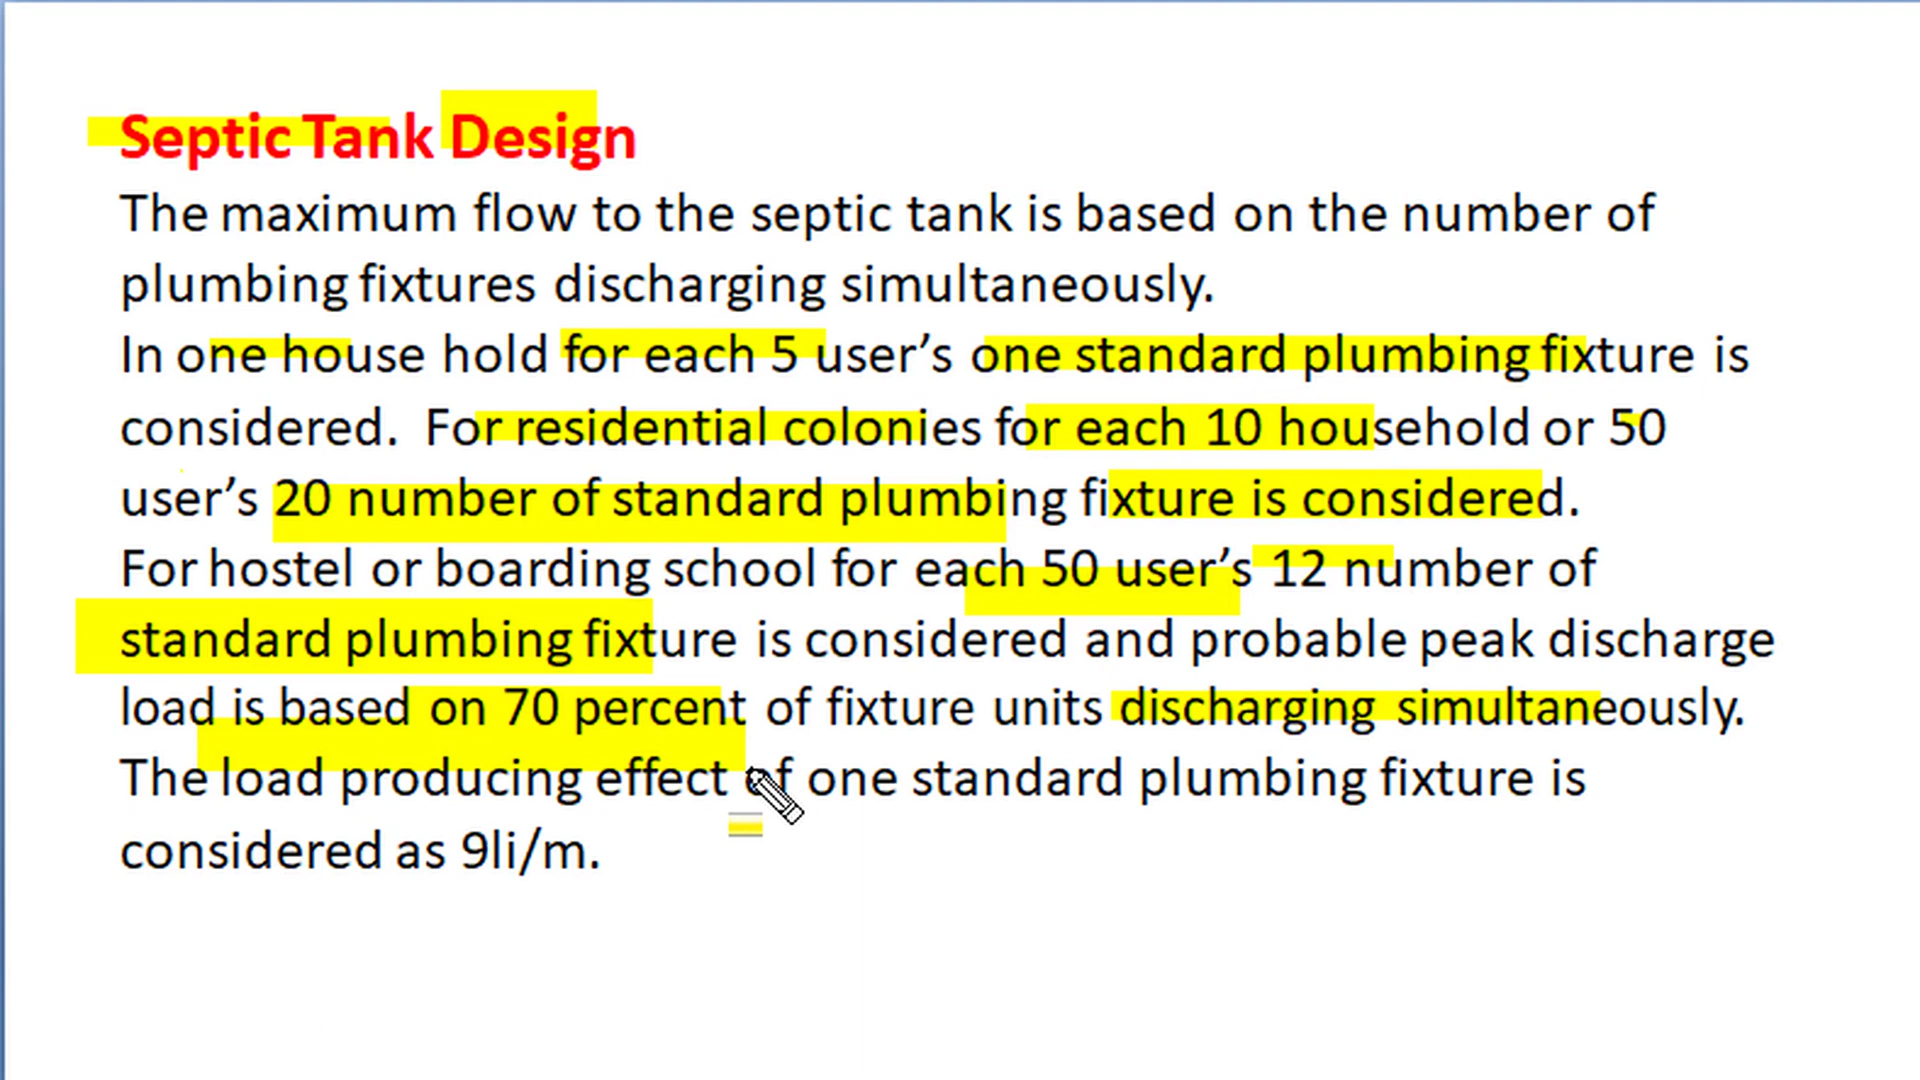 Septic Tank Design
The maximum flow to the septic tank is based on the number of
plumbing fixtures discharging simultaneously.
In one house hold for each 5 user’s one standard plumbing fixture is
considered. For residential colonies for each 10 household or 50
user’s 20 number of standard plumbing fixture is considered.
For hostel or boarding school for each 50 user’s 12 number of
standard plumbing fixture is considered and probable peak discharge
load is based on 70 percent of fixture units discharging simultaneously.
The load producing effect of one standard plumbing fixture is
considered as 9li/m.